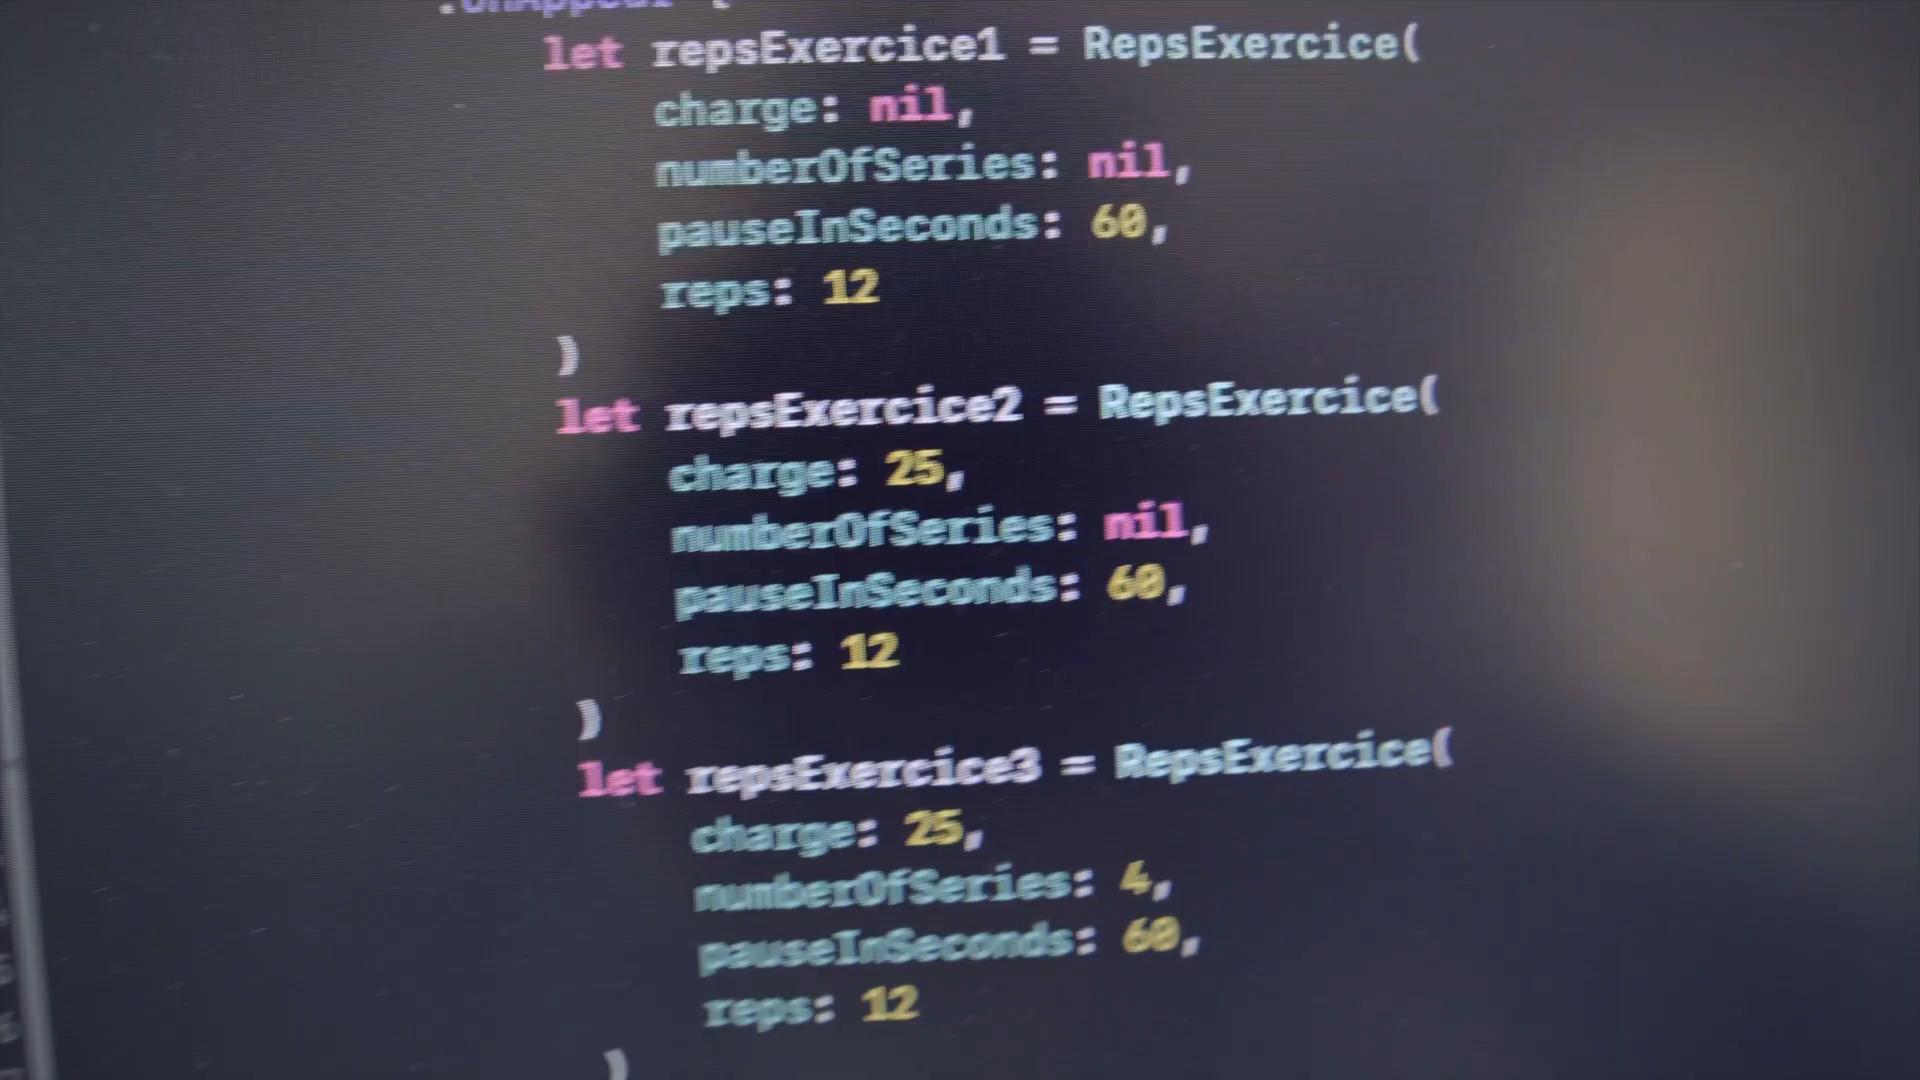 .onAppear {
let repsExercice1 = RepsExercice(
charge: nil,
numberOfSeries: nil,
pauseInSeconds: 60,
reps: 12
)
let repsExercice2 = RepsExercice(
charge: 25,
numberOfSeries: nil,
pauseInSeconds: 60,
reps: 12
)
let repsExercice3 = RepsExercice(
charge: 25,
numberOfSeries: 4,
pauseInSeconds: 60,
reps: 12
)